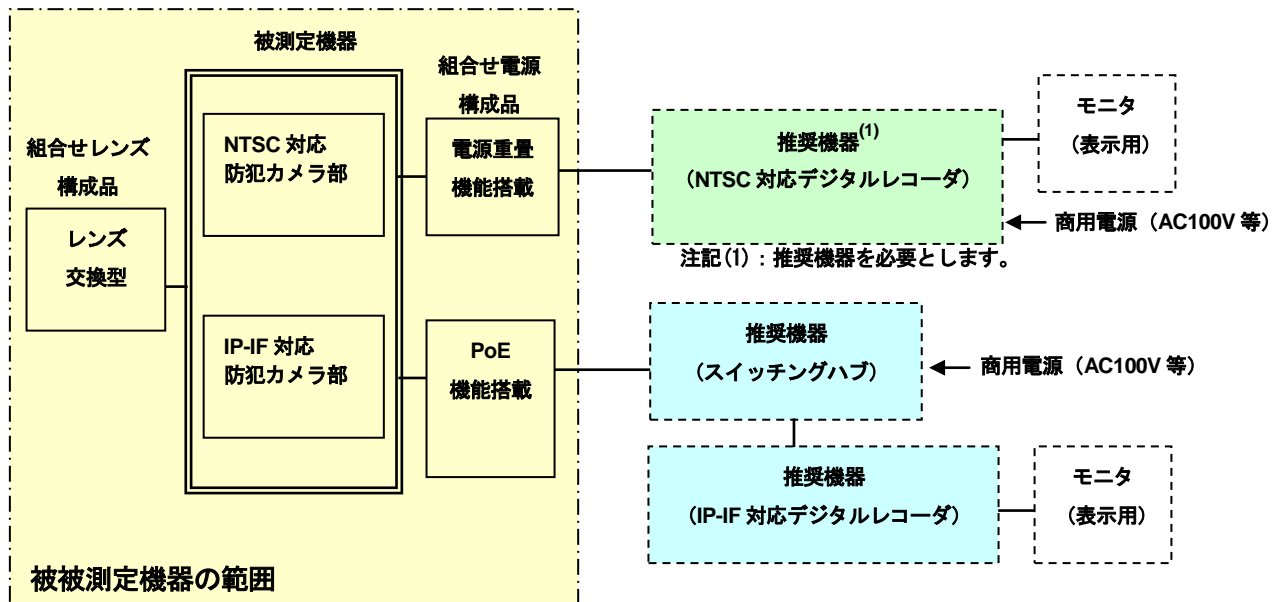 被測定機器
組合せ電源
構成品
組合せレンズ
構成品
レンズ
交換型
NTSC 対応
防犯カメラ部
電源重畳
機能搭載
IP-IF 対応
防犯カメラ部
PoE
機能搭載
被被測定機器の範囲
推奨機器(1)
（NTSC 対応デジタルレコーダ）
モニタ
（表示用）
商用電源（AC100V 等）
注記(1)：推奨機器を必要とします。
推奨機器
（スイッチングハブ）
商用電源（AC100V 等）
推奨機器
（IP-IF 対応デジタルレコーダ）
モニタ
（表示用）